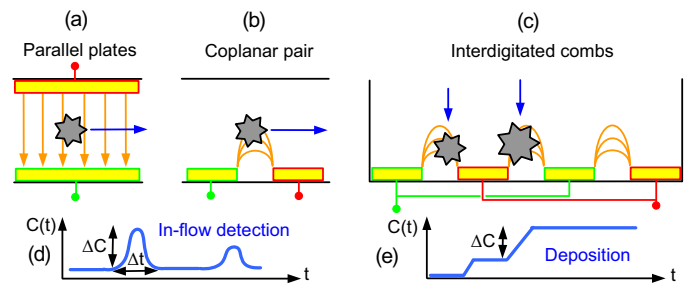 (a)
Parallel plates
(b)
Coplanar pair
(c)
Interdigitated combs
C(t)
ΔC
Δt
In-flow detection
(d)
t
C(t)
ΔC
Deposition
(e)
t